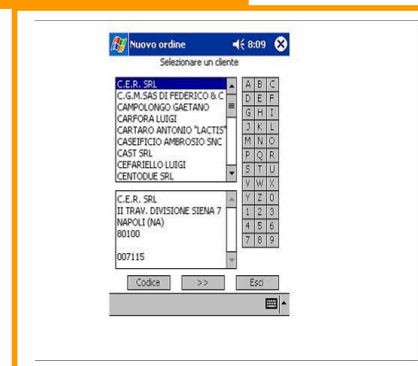 Nuovo ordine 8:09
Selezionare un cliente
C.E.R. SRL
C.G.M.SAS DI FEDERICO & C
CAMPOLONGO GAETANO
CARFORA LUIGI
CARTARO ANTONIO "LACTIS"
CASEIFICIO AMBROSIO SNC
CAST SRL
CEFARIELLO LUIGI
CENTODUE SRL
A B C
D E F
G H I
J K L
M N O
P Q R
S T U
V W X
Y Z 0
1 2 3
4 5 6
7 8 9
C.E.R. SRL
II TRAV. DIVISIONE SIENA 7
NAPOLI (NA)
80100
007115
Codice >> Esci